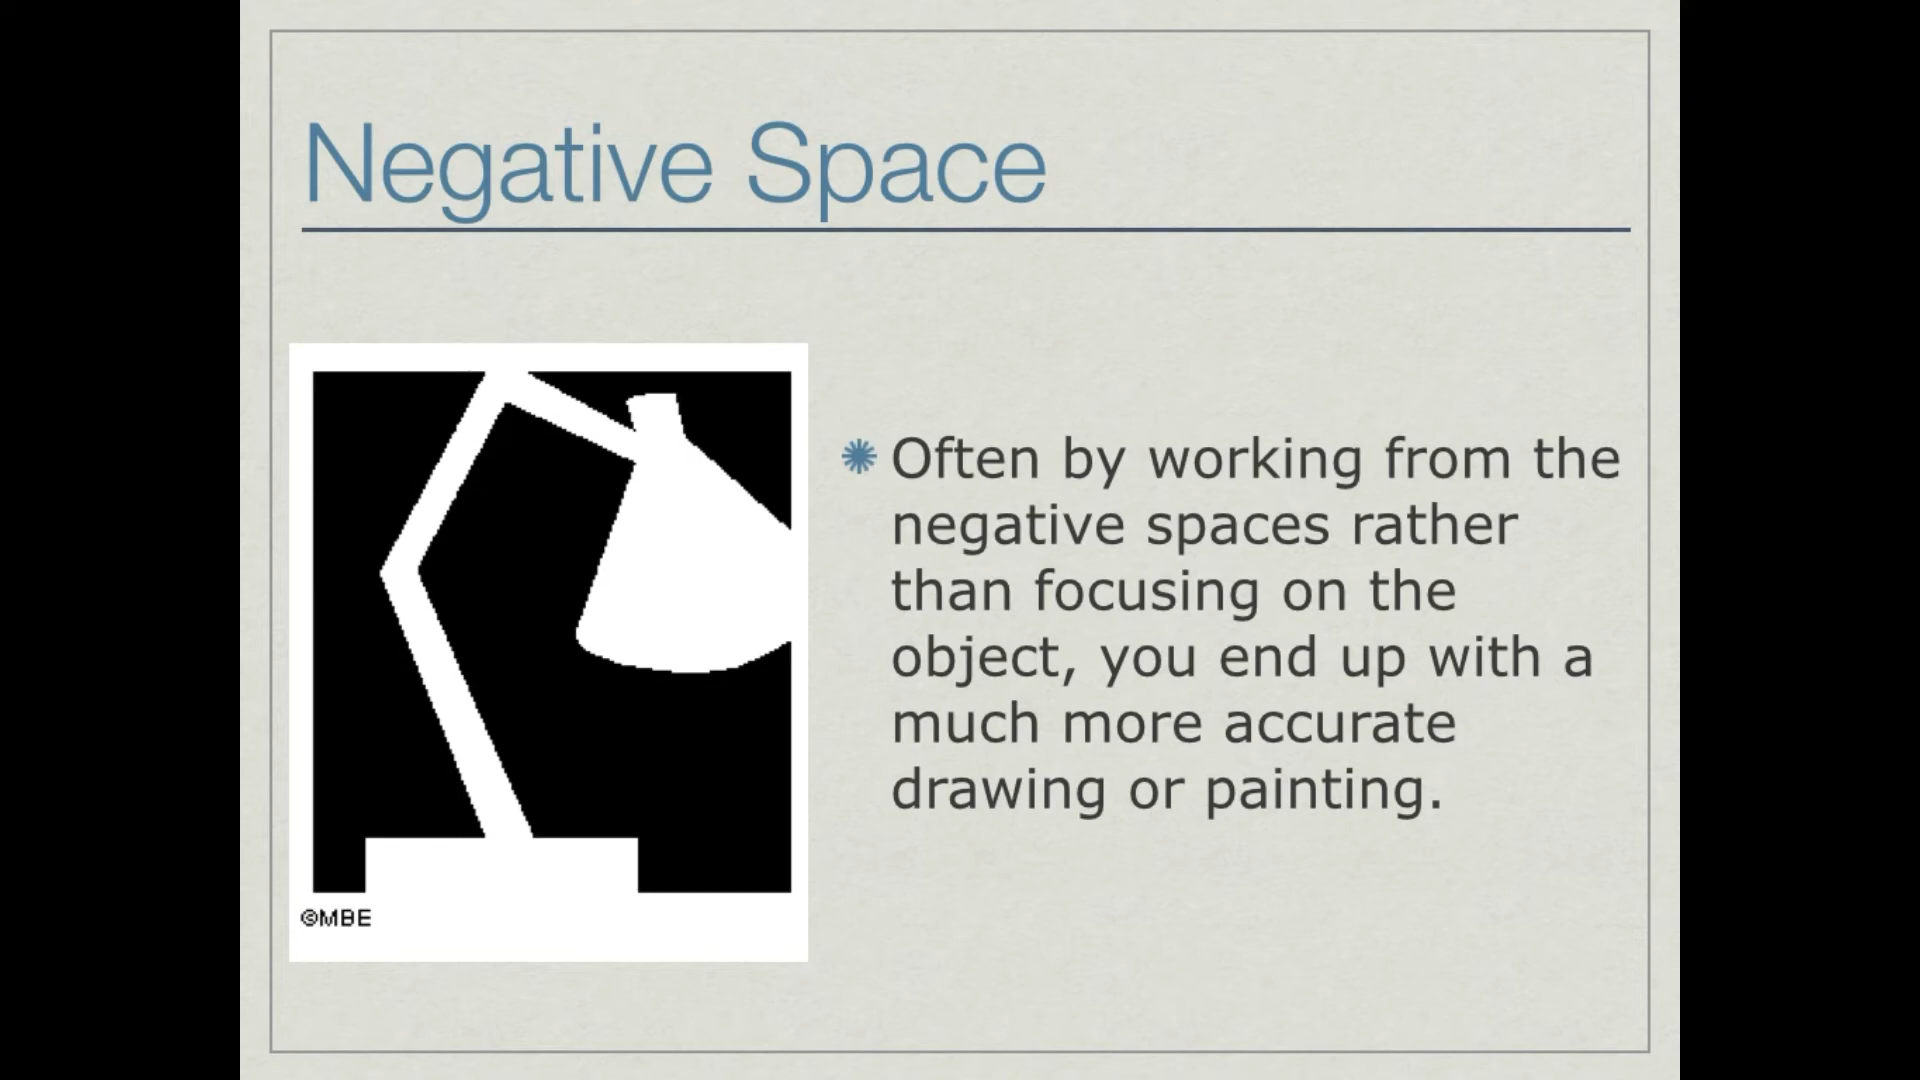 Negative Space
Often by working from the
negative spaces rather
than focusing on the
object, you end up with a
much more accurate
drawing or painting.
©MBE